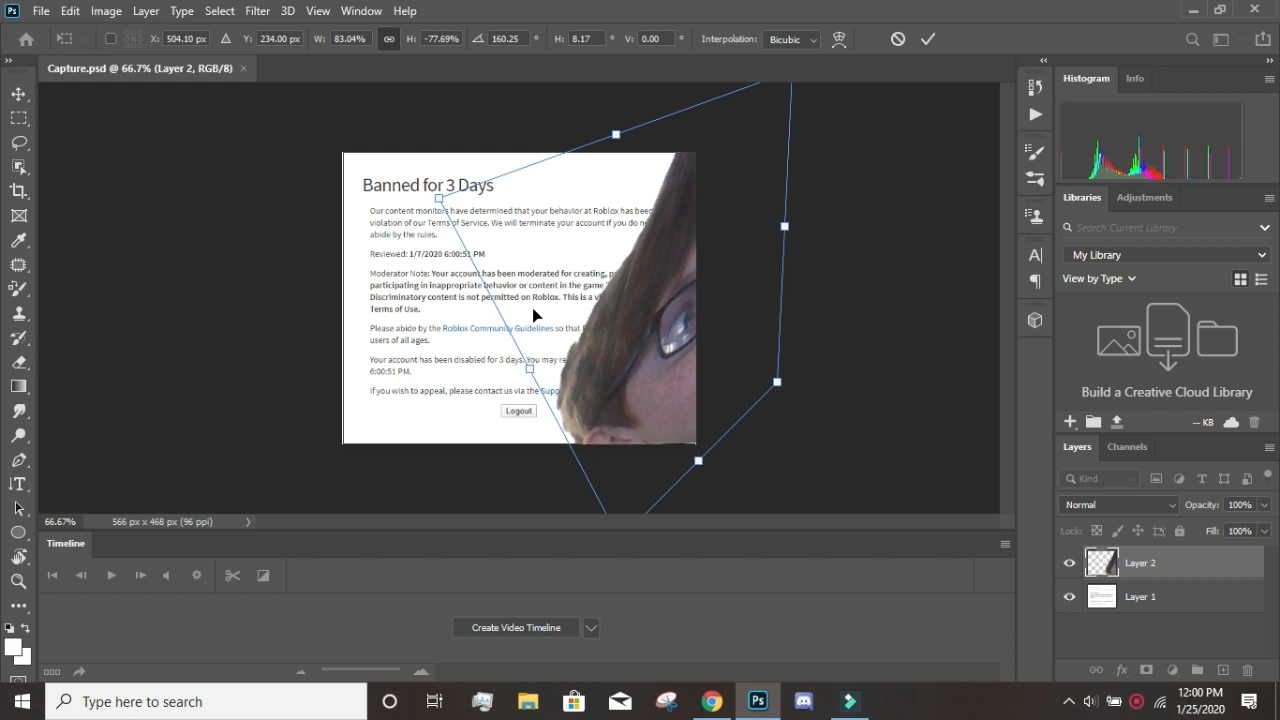 Ps File Edit Image Layer Type Select Filter 3D View Window Help
X: 504.10 px Y: 234.00 px W: 83.04% H: -77.69% 160.25 ° H: 8.17 ° V: 0.00 ° Interpolation: Bicubic
Capture.psd @ 66.7% (Layer 2, RGB/8) ×
Histogram Info
Banned for 3 Days
Our content monitors have determined that your behavior at Roblox has been
violation of our Terms of Service. We will terminate your account if you do
abide by the rules.
Reviewed: 1/7/2020 6:00:51 PM
Moderator Note: Your account has been moderated for creating,
participating in inappropriate behavior or content in the game
Discriminatory content is not permitted on Roblox. This is a
Terms of Use.
Please abide by the Roblox Community Guidelines so that
users of all ages.
Your account has been disabled for 3 days. You may
6:00:51 PM.
If you wish to appeal, please contact us via the Supp
Logout
Libraries Adjustments
Search Creative Cloud Library
My Library
View by Type
Build a Creative Cloud Library
-- KB
Layers Channels
Kind
Normal Opacity: 100%
Lock: Fill: 100%
Layer 2
Layer 1
66.67% 566 px x 468 px (96 ppi)
Timeline
Create Video Timeline
Type here to search
Ps
12:00 PM
1/25/2020